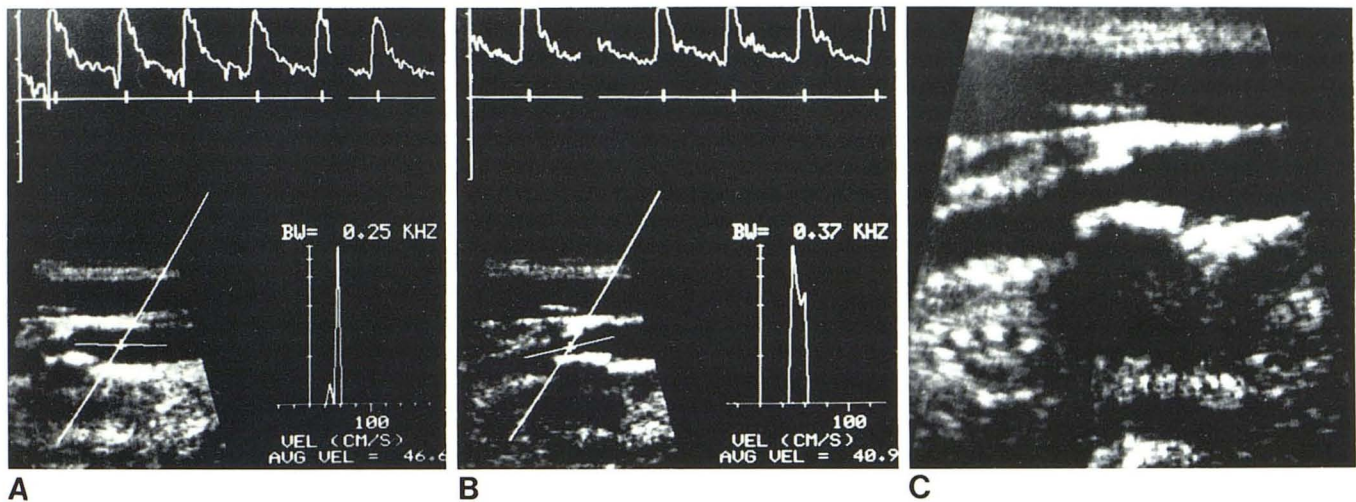 BW= 0.25 KHZ
100
VEL (CM/S)
AVG VEL = 46.6
A
BW= 0.37 KHZ
100
VEL (CM/S)
AVG VEL = 40.9
B
C